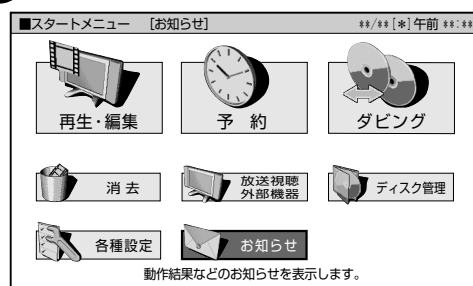 ■スタートメニュー [お知らせ] **/**[*]午前 **:**
再生・編集 予約 ダビング
消去 放送視聴 ディスク管理
外部機器
各種設定 お知らせ
動作結果などのお知らせを表示します。